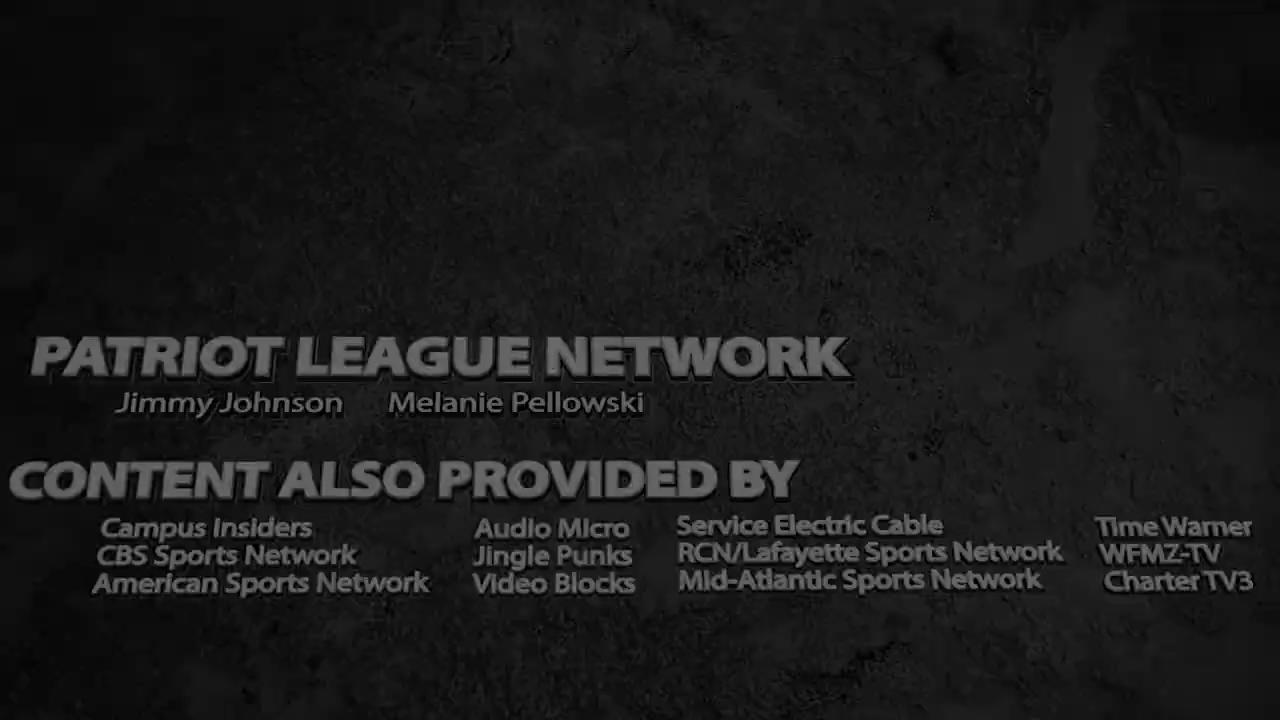 PATRIOT LEAGUE NETWORK
Jimmy Johnson Melanie Pellowski
CONTENT ALSO PROVIDED BY
Campus Insiders Audio Micro Service Electric Cable Time Warner
CBS Sports Network Jingle Punks RCN/Lafayette Sports Network WFMZ-TV
American Sports Network Video Blocks Mid-Atlantic Sports Network Charter TV3